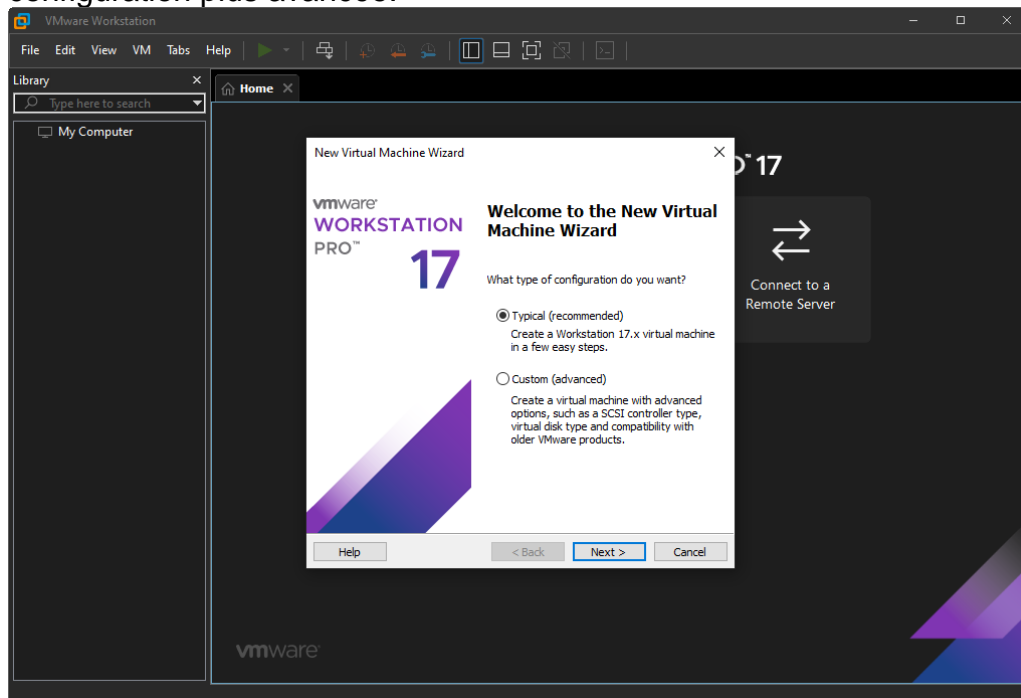 configuration plus avancée.
VMware Workstation
File Edit View VM Tabs Help
Library
Type here to search
My Computer
Home
New Virtual Machine Wizard
vmware
WORKSTATION
PRO™
17
Welcome to the New Virtual
Machine Wizard
What type of configuration do you want?
Typical (recommended)
Create a Workstation 17.x virtual machine
in a few easy steps.
Custom (advanced)
Create a virtual machine with advanced
options, such as a SCSI controller type,
virtual disk type and compatibility with
older VMware products.
Help
< Back
Next >
Cancel
17
Connect to a
Remote Server
vmware